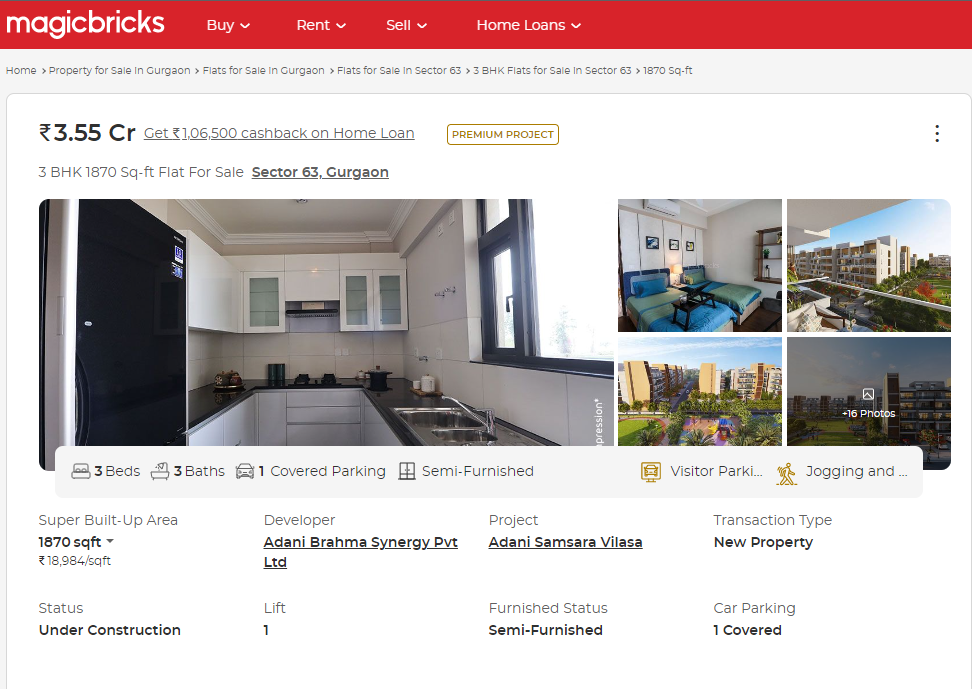 magicbricks
Buy
Rent
Sell
Home Loans
Home > Property for Sale in Gurgaon > Flats for Sale in Gurgaon > Flats for Sale in Sector 63 > 3 BHK Flats for Sale in Sector 63 > 1870 Sq-ft
₹3.55 Cr Get ₹1,06,500 cashback on Home Loan PREMIUM PROJECT
3 BHK 1870 Sq-ft Flat For Sale Sector 63, Gurgaon
+16 Photos
3 Beds 3 Baths 1 Covered Parking Semi-Furnished Visitor Parki... Jogging and ...
Super Built-Up Area Developer Project Transaction Type
1870 sqft Adani Brahma Synergy Pvt Ltd Adani Samsara Vilasa New Property
₹18,984/sqft
Status Lift Furnished Status Car Parking
Under Construction 1 Semi-Furnished 1 Covered